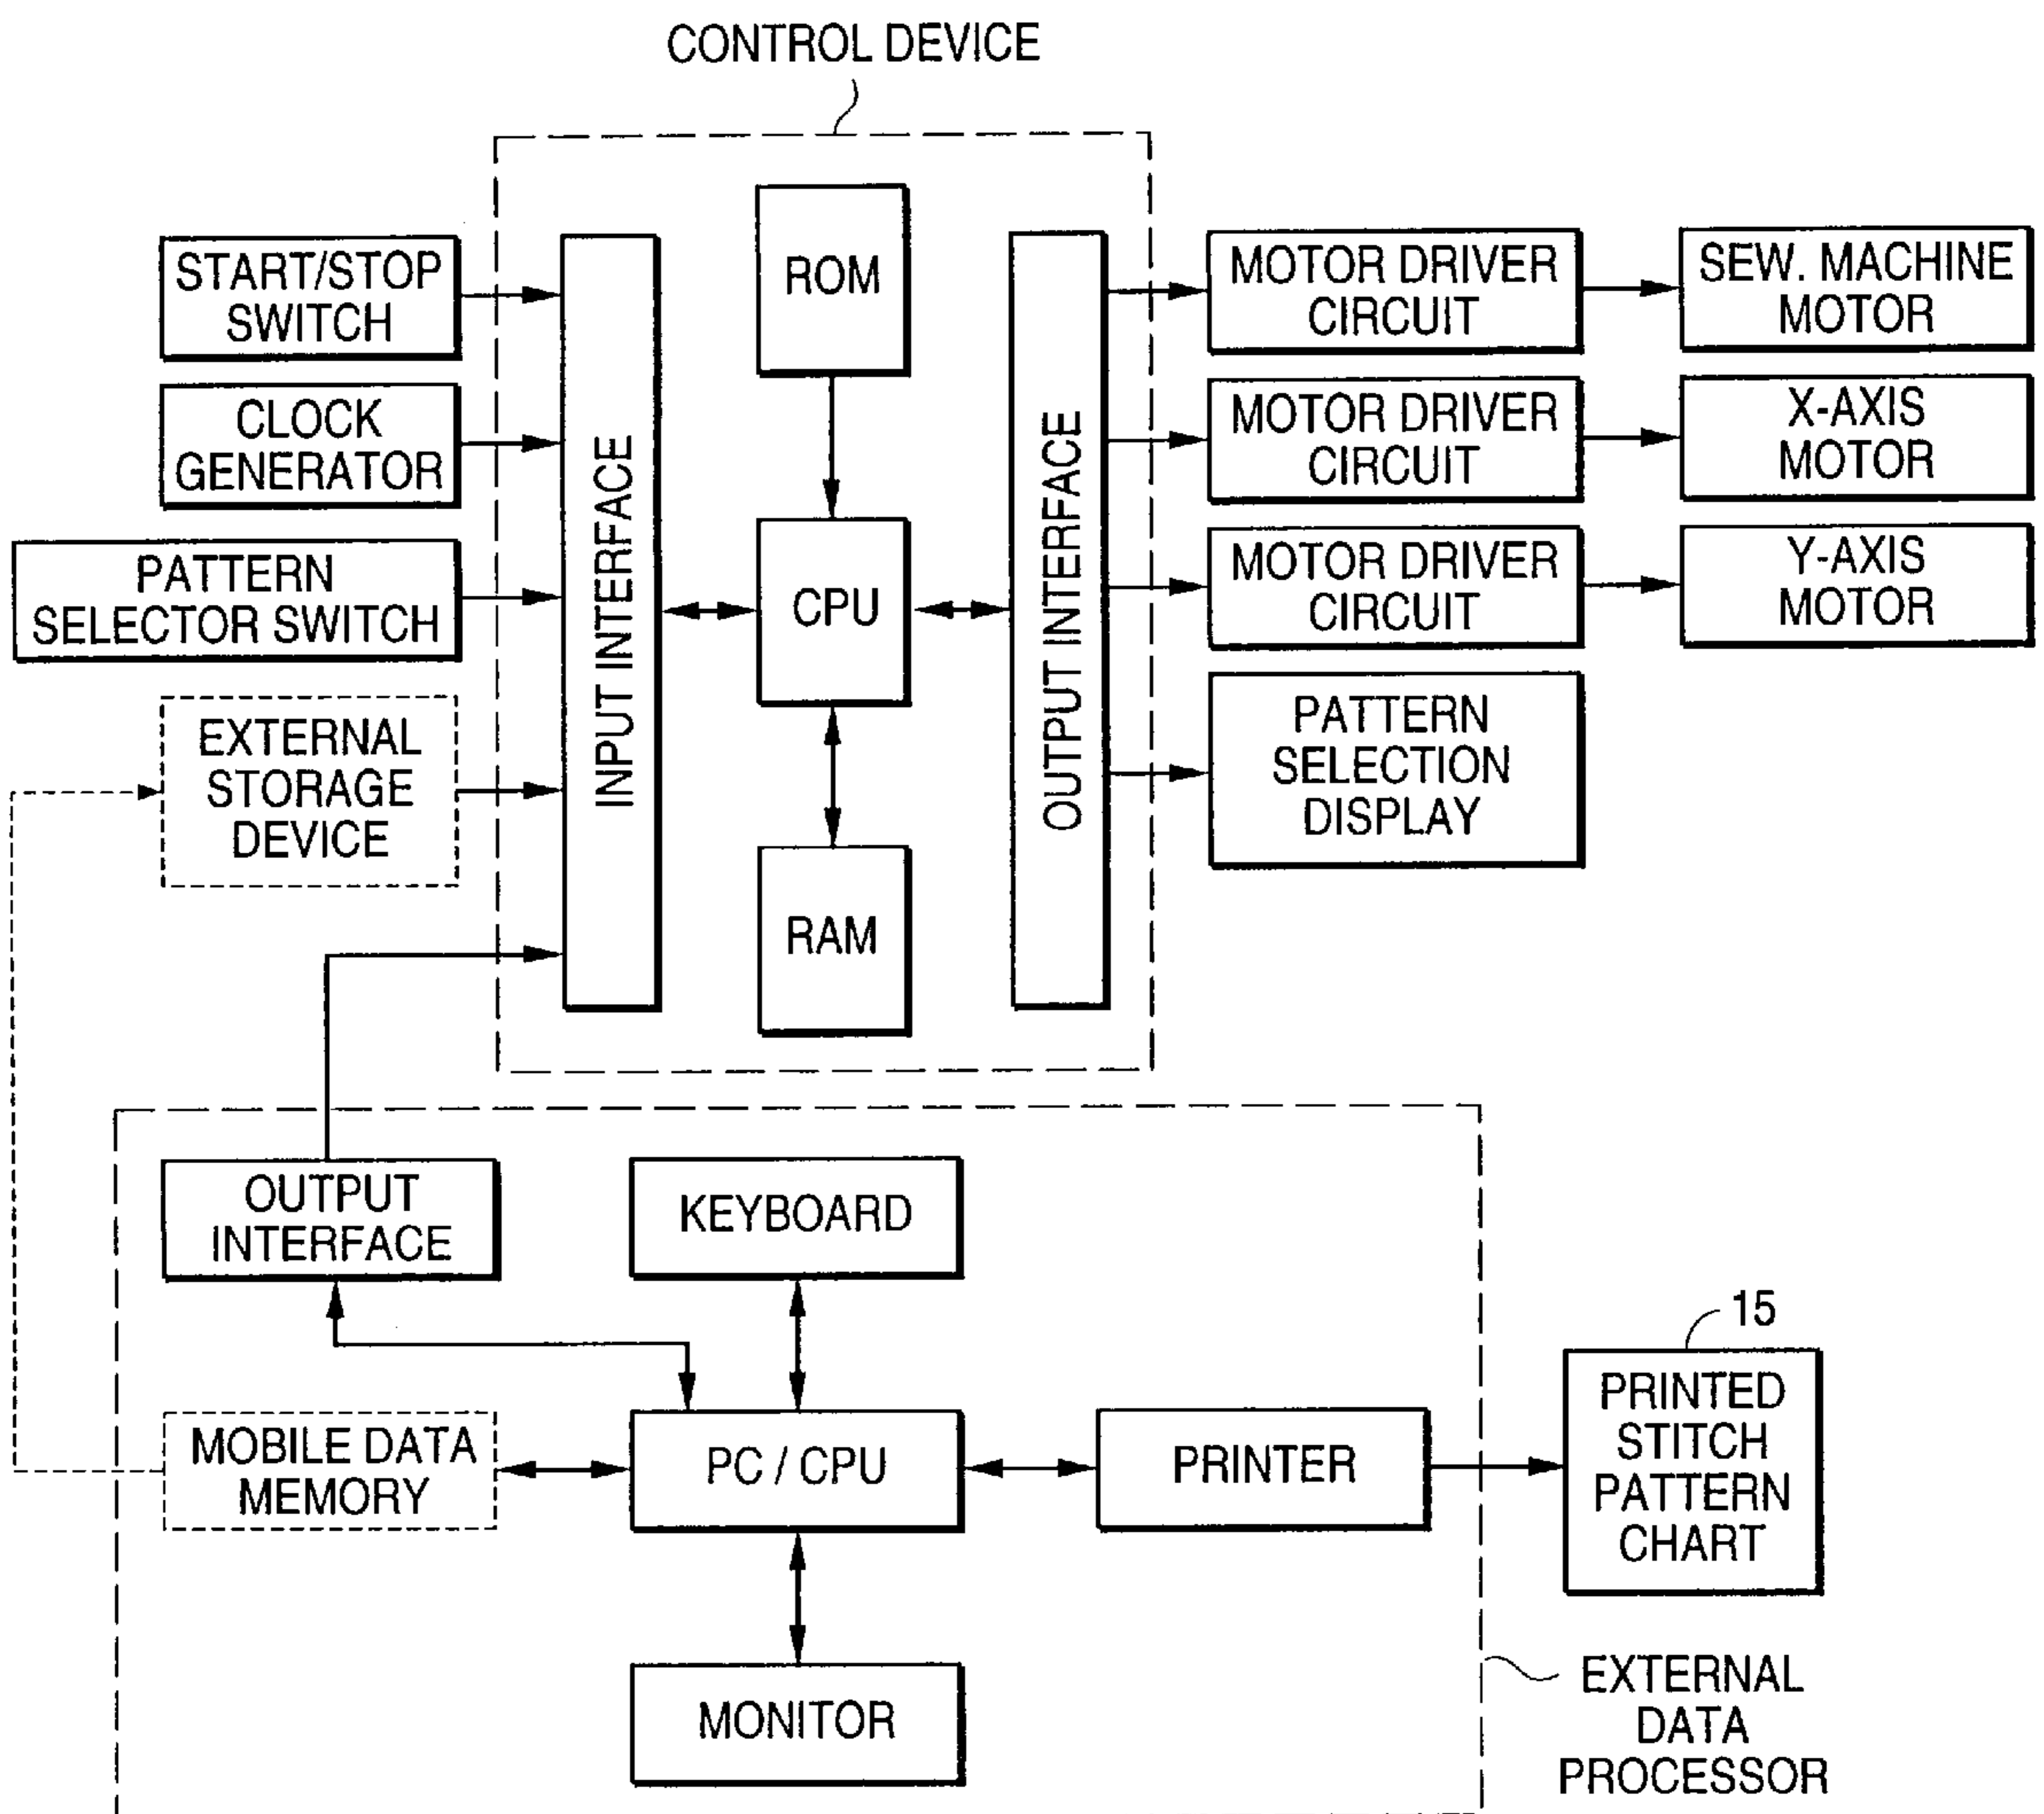 CONTROL DEVICE
START/STOP
SWITCH
CLOCK
GENERATOR
PATTERN
SELECTOR SWITCH
EXTERNAL
STORAGE
DEVICE
INPUT INTERFACE
ROM
CPU
RAM
OUTPUT INTERFACE
MOTOR DRIVER
CIRCUIT
SEW. MACHINE
MOTOR
MOTOR DRIVER
CIRCUIT
X-AXIS
MOTOR
MOTOR DRIVER
CIRCUIT
Y-AXIS
MOTOR
PATTERN
SELECTION
DISPLAY
OUTPUT
INTERFACE
KEYBOARD
MOBILE DATA
MEMORY
PC / CPU
PRINTER
15
PRINTED
STITCH
PATTERN
CHART
MONITOR
EXTERNAL
DATA
PROCESSOR